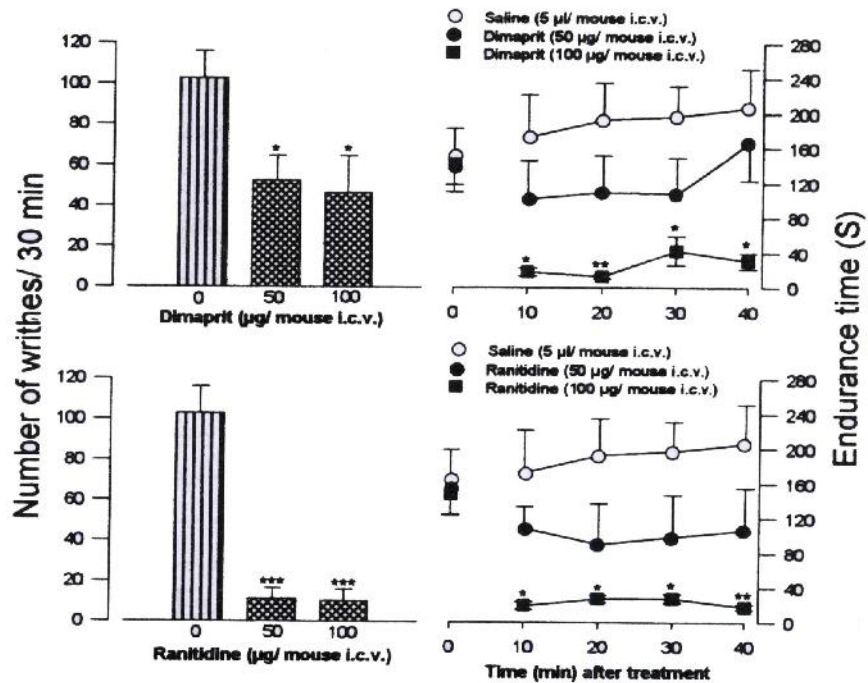 Saline (5 µl/ mouse i.c.v.)
Dimaprit (50 µg/ mouse i.c.v.)
Dimaprit (100 µg/ mouse i.c.v.)
120
100
80
60
40
20
0
*
*
0 50 100
Dimaprit (µg/ mouse i.c.v.)
280
240
200
160
120
80
40
0
*
**
*
*
0 10 20 30 40
Number of writhes/ 30 min
Endurance time (S)
Saline (5 µl/ mouse i.c.v.)
Ranitidine (50 µg/ mouse i.c.v.)
Ranitidine (100 µg/ mouse i.c.v.)
120
100
80
60
40
20
0
***
***
0 50 100
Ranitidine (µg/ mouse i.c.v.)
280
240
200
160
120
80
40
0
*
*
*
**
0 10 20 30 40
Time (min) after treatment